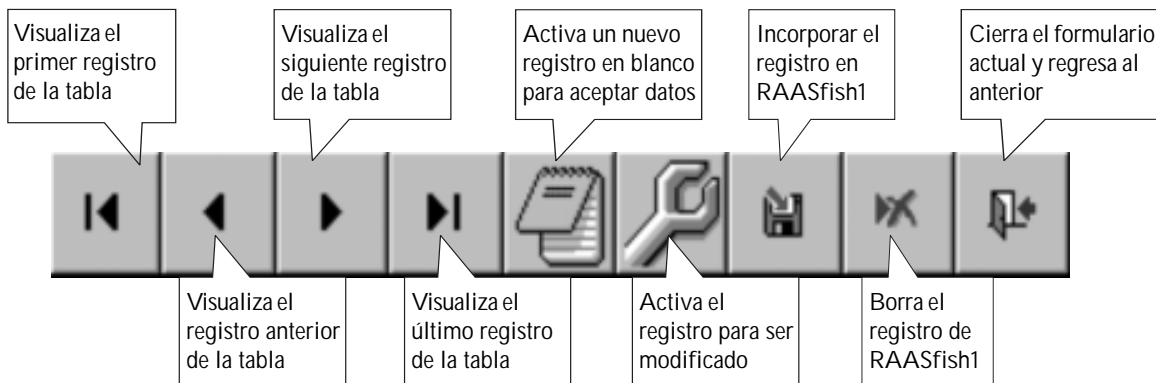 Visualiza el
primer registro
de la tabla
Visualiza el
siguiente registro
de la tabla
Activa un nuevo
registro en blanco
para aceptar datos
Incorporar el
registro en
RAASfish1
Cierra el formulario
actual y regresa al
anterior
Visualiza el
registro anterior
de la tabla
Visualiza el
último registro
de la tabla
Activa el
registro para ser
modificado
Borra el
registro de
RAASfish1